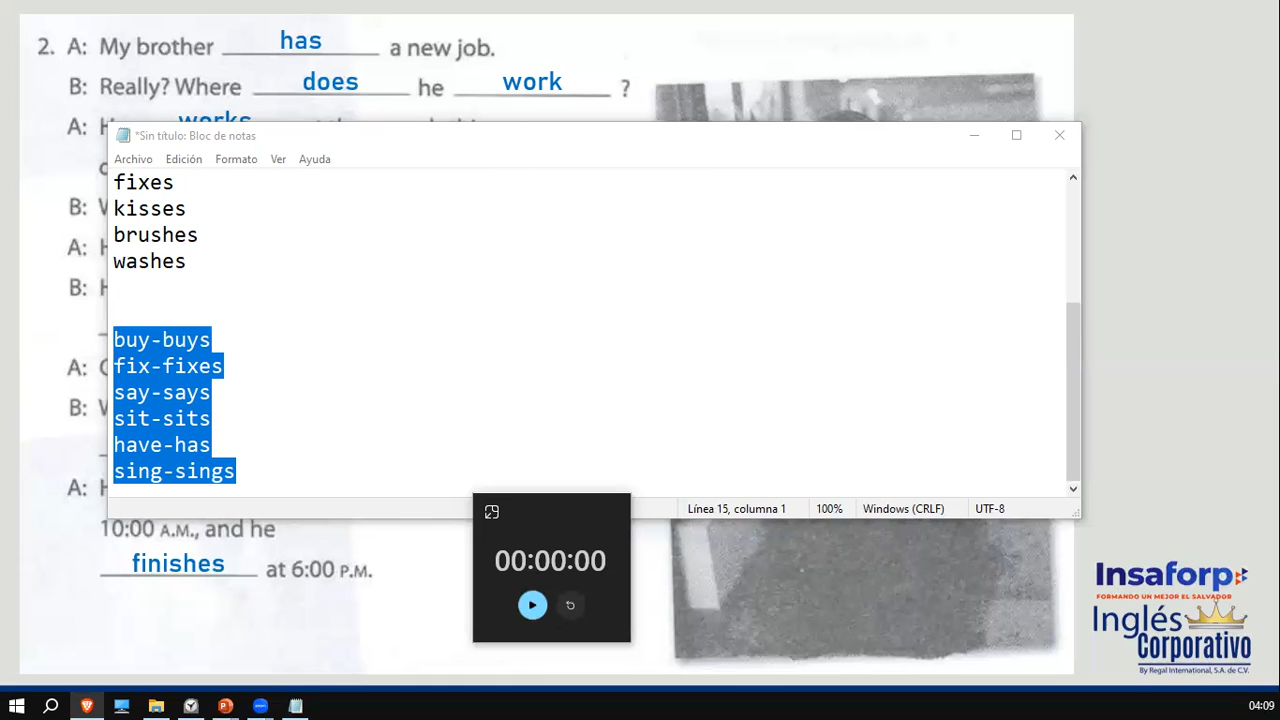 2. A: My brother has a new job.
B: Really? Where does he work ?
A: H works
*Sin título: Bloc de notas
Archivo Edición Formato Ver Ayuda
fixes
kisses
brushes
washes
buy-buys
fix-fixes
say-says
sit-sits
have-has
sing-sings
Línea 15, columna 1 100% Windows (CRLF) UTF-8
B:
A: H
B: H
A:
B:
A: H
10:00 A.M., and he
finishes at 6:00 P.M.
00:00:00
Insaforp
FORMANDO UN MEJOR EL SALVADOR
Inglés
Corporativo
By Regal International, S.A. de C.V.
04:09